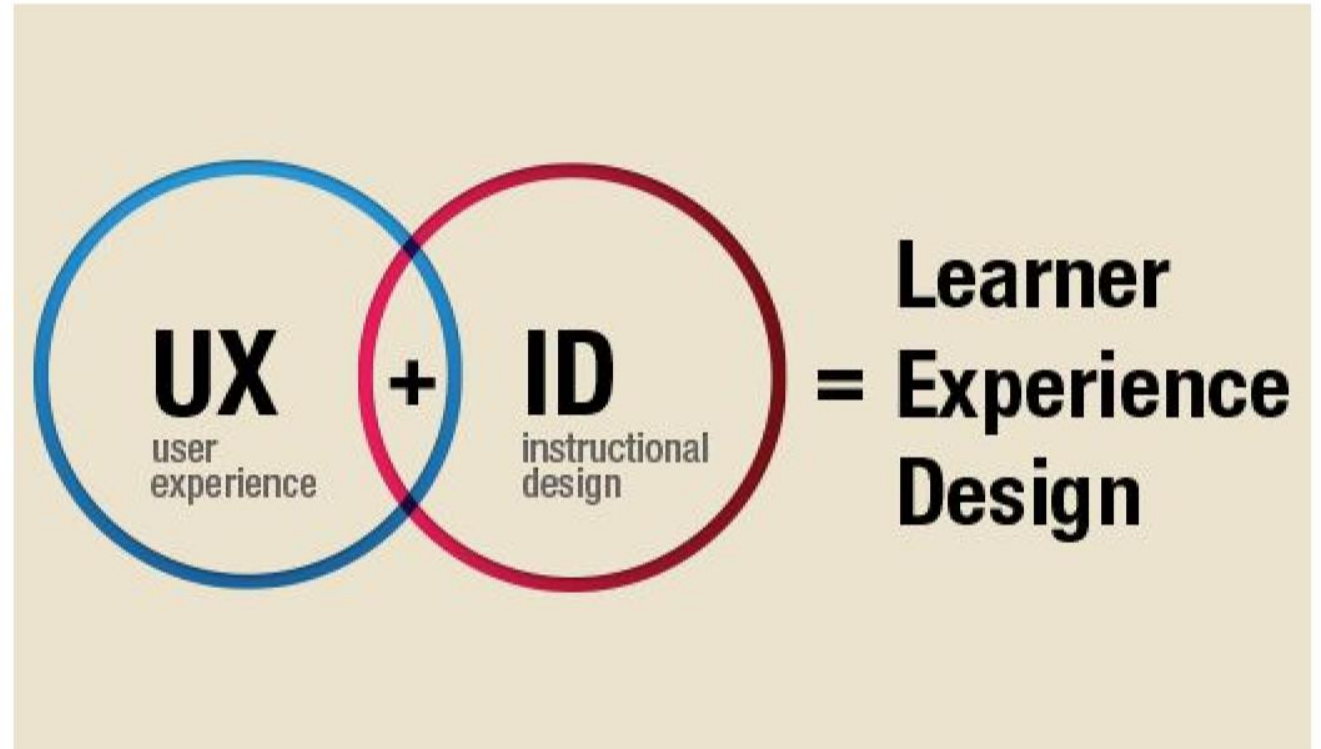 UX
user
experience
+
ID
instructional
design
=
Learner
Experience
Design